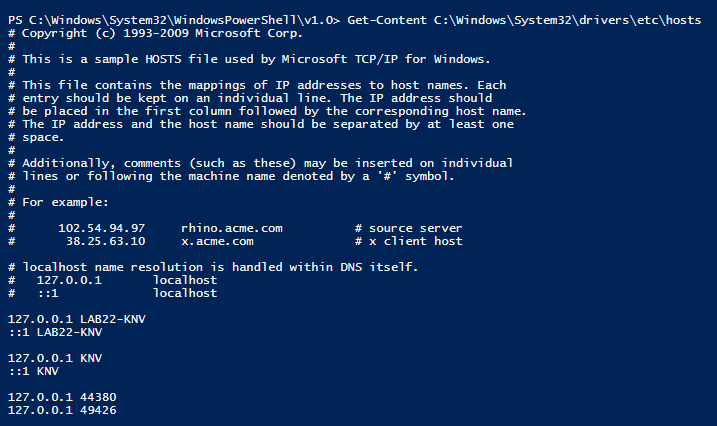 PS C:\Windows\System32\WindowsPowerShell\v1.0> Get-Content C:\Windows\System32\drivers\etc\hosts
# Copyright (c) 1993-2009 Microsoft Corp.
#
# This is a sample HOSTS file used by Microsoft TCP/IP for Windows.
#
# This file contains the mappings of IP addresses to host names. Each
# entry should be kept on an individual line. The IP address should
# be placed in the first column followed by the corresponding host name.
# The IP address and the host name should be separated by at least one
# space.
#
# Additionally, comments (such as these) may be inserted on individual
# lines or following the machine name denoted by a '#' symbol.
#
# For example:
#
#      102.54.94.97     rhino.acme.com          # source server
#       38.25.63.10     x.acme.com              # x client host

# localhost name resolution is handled within DNS itself.
#   127.0.0.1       localhost
#   ::1             localhost

127.0.0.1 LAB22-KNV
::1 LAB22-KNV

127.0.0.1 KNV
::1 KNV

127.0.0.1 44380
127.0.0.1 49426